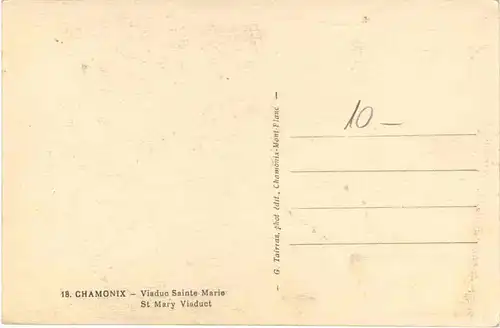 18. CHAMONIX – Viaduc Sainte Marie
St Mary Viaduct
– G. Tairraz, phot édit., Chamonix-Mont-Blanc –
10 –